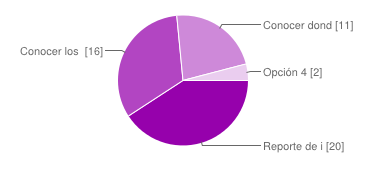 Conocer dond [11]
Conocer los [16]
Opción 4 [2]
Reporte de i [20]